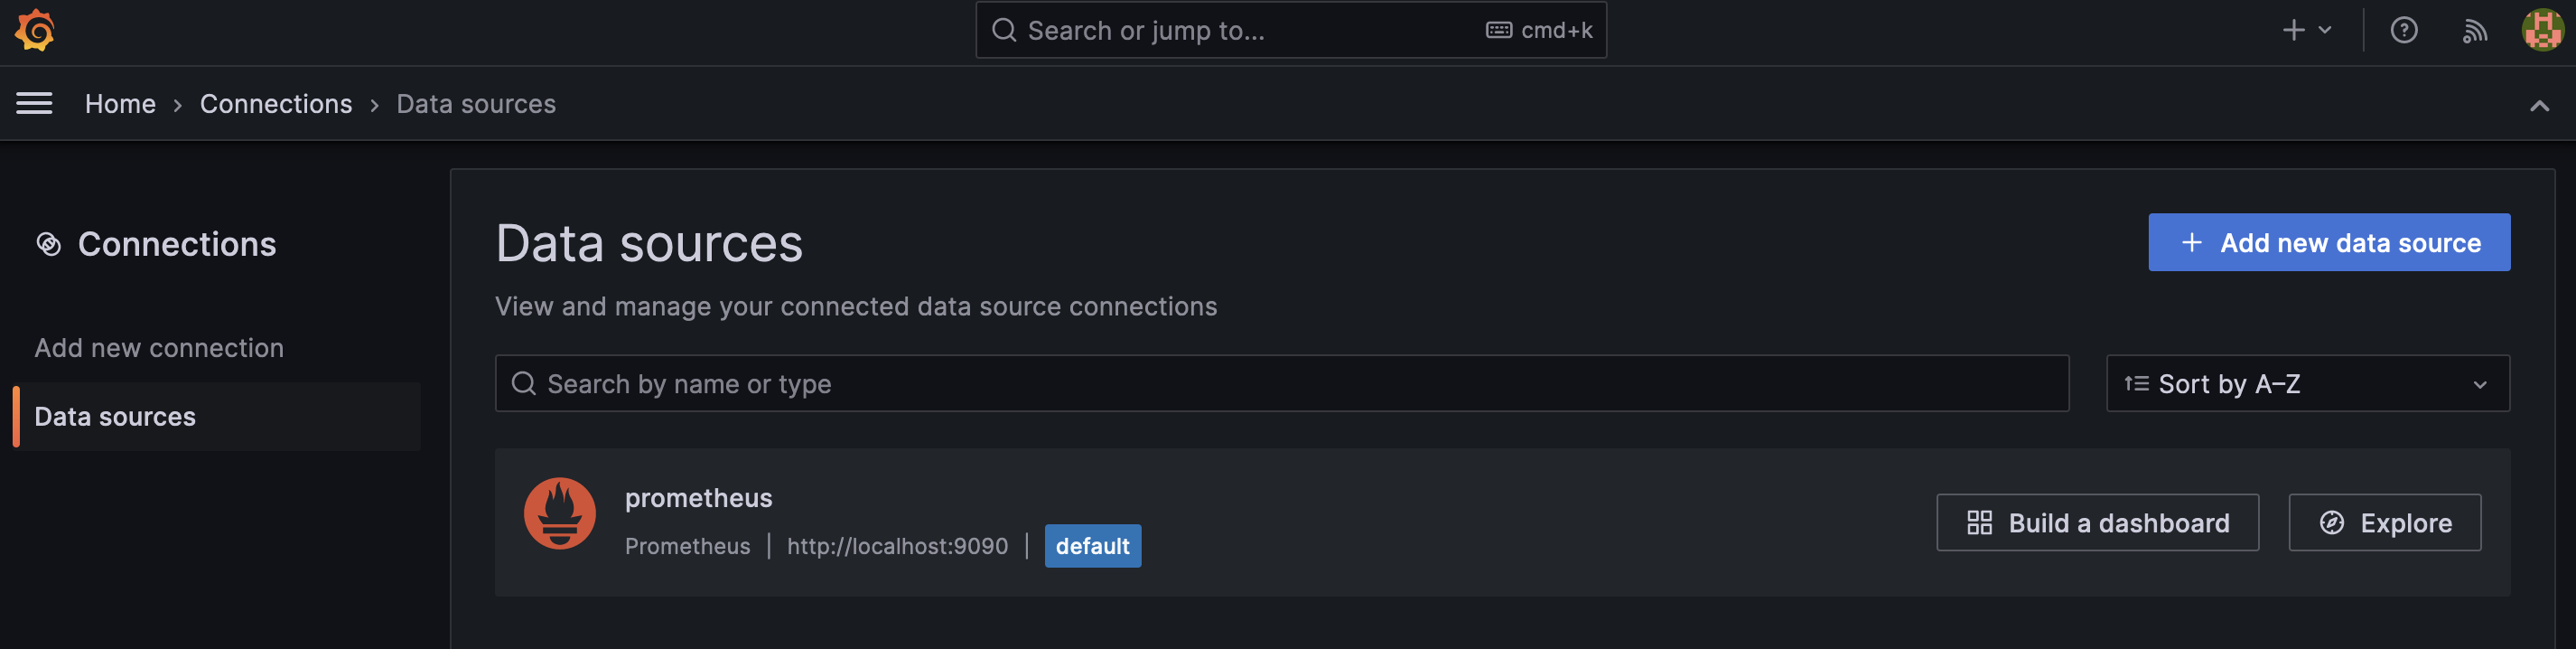 Search or jump to... cmd+k
Home › Connections › Data sources
Connections
Add new connection
Data sources
Data sources
Add new data source
View and manage your connected data source connections
Search by name or type
Sort by A–Z
prometheus
Prometheus | http://localhost:9090 | default
Build a dashboard
Explore